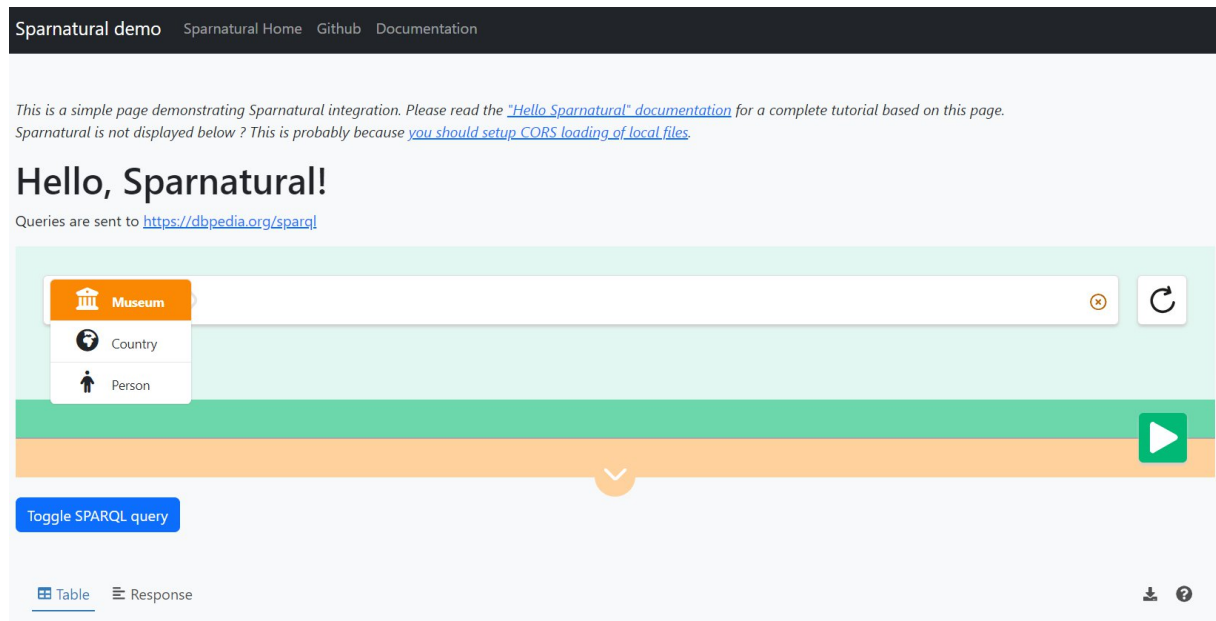 Sparnatural demo Sparnatural Home Github Documentation
This is a simple page demonstrating Sparnatural integration. Please read the "Hello Sparnatural" documentation for a complete tutorial based on this page.
Sparnatural is not displayed below ? This is probably because you should setup CORS loading of local files.
Hello, Sparnatural!
Queries are sent to https://dbpedia.org/sparql
Museum
Country
Person
Toggle SPARQL query
Table Response